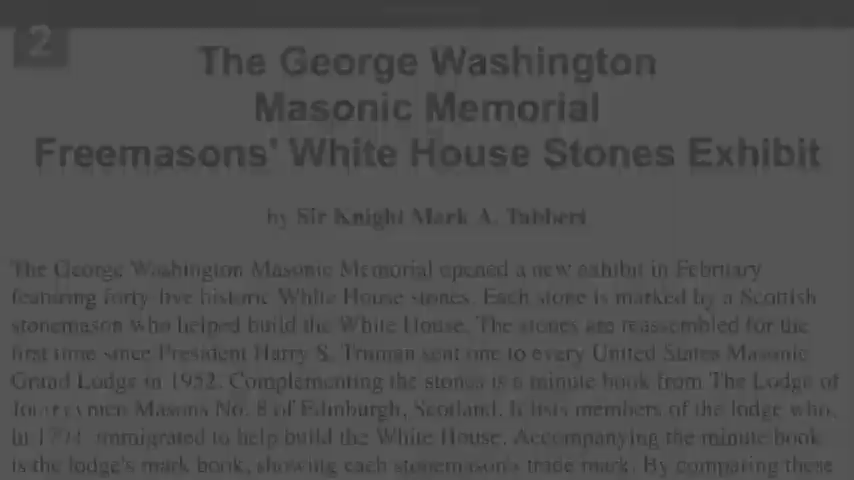 2
The George Washington
Masonic Memorial
Freemasons' White House Stones Exhibit
by Sir Knight Mark A. Tabbert
The George Washington Masonic Memorial opened a new exhibit in February
featuring forty-five historic White House stones. Each stone is marked by a Scottish
stonemason who helped build the White House. The stones are reassembled for the
first time since President Harry S. Truman sent one to every United States Masonic
Grand Lodge in 1952. Complementing the stones is a minute book from The Lodge of
Journeymen Masons No. 8 of Edinburgh, Scotland. It lists members of the lodge who,
in immigrated to help build the White House. Accompanying the minute book
is the lodge's mark book, showing each stonemason's trade mark. By comparing these